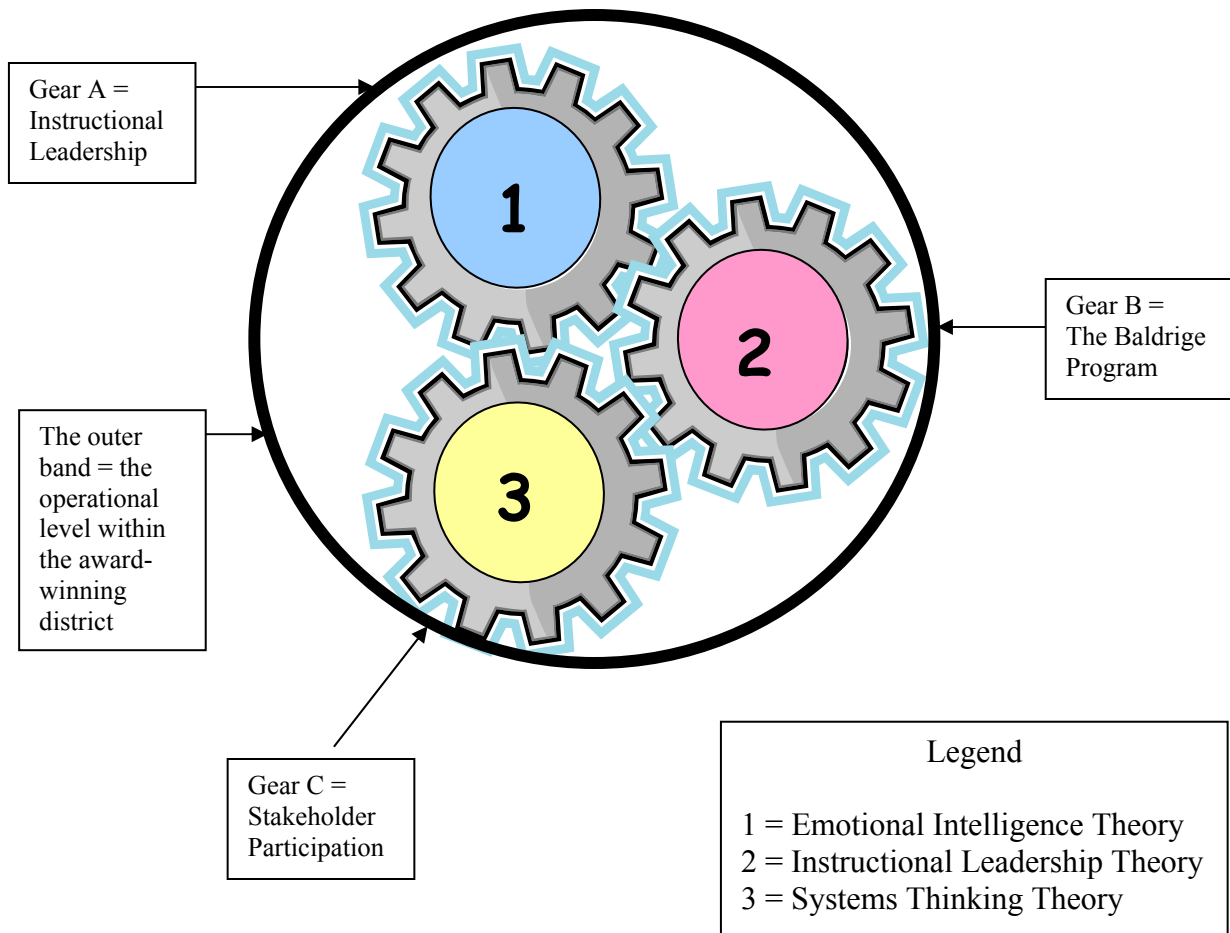 Gear A =
Instructional
Leadership
1
2
3
Gear B =
The Baldrige
Program
The outer
band = the
operational
level within
the award-
winning
district
Gear C =
Stakeholder
Participation
Legend
1 = Emotional Intelligence Theory
2 = Instructional Leadership Theory
3 = Systems Thinking Theory